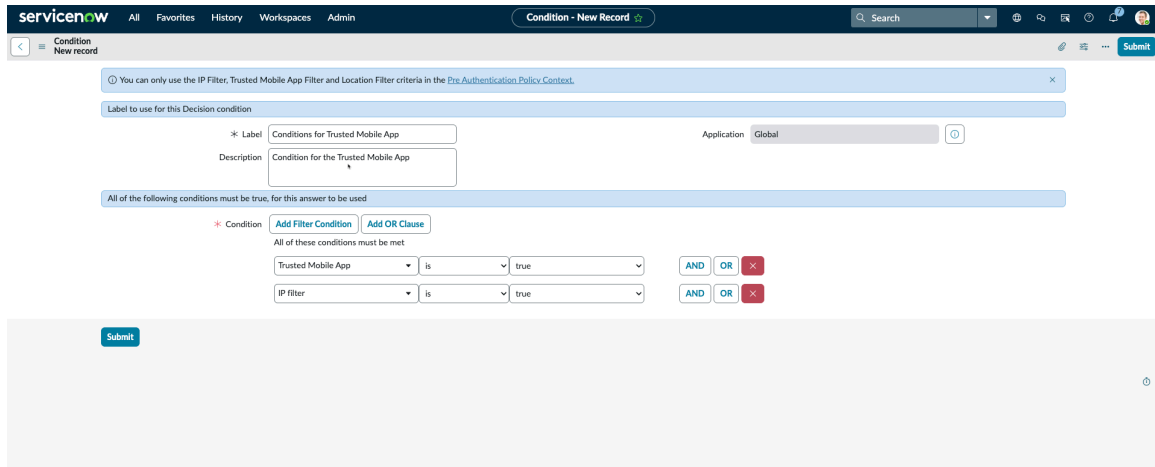 servicenow All Favorites History Workspaces Admin Condition - New Record Search 7
Condition
New record Submit
You can only use the IP Filter, Trusted Mobile App Filter and Location Filter criteria in the Pre Authentication Policy Context.
Label to use for this Decision condition
* Label Conditions for Trusted Mobile App Application Global
Description Condition for the Trusted Mobile App
All of the following conditions must be true, for this answer to be used
* Condition Add Filter Condition Add OR Clause
All of these conditions must be met
Trusted Mobile App is true AND OR
IP filter is true AND OR
Submit